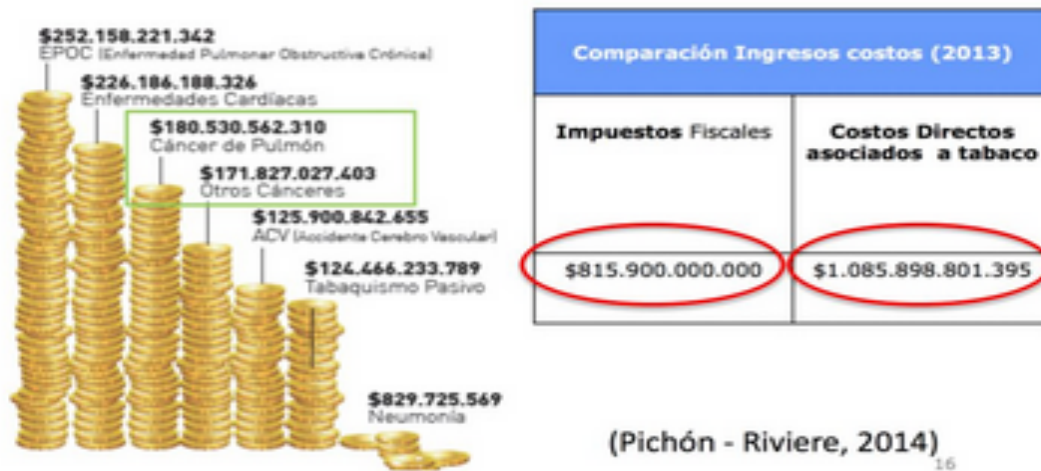 $252.158.221.342
EPOC (Enfermedad Pulmonar Obstructiva Crónica)
$226.186.188.326
Enfermedades Cardíacas
$180.530.562.310
Cáncer de Pulmón
$171.827.027.403
Otros Cánceres
$125.900.842.655
ACV (Accidente Cerebro Vascular)
$124.466.233.789
Tabaquismo Pasivo
$829.725.569
Neumonía
Comparación Ingresos costos (2013)
Impuestos Fiscales
Costos Directos
asociados a tabaco
$815.900.000.000
$1.085.898.801.395
(Pichón - Riviere, 2014)
16